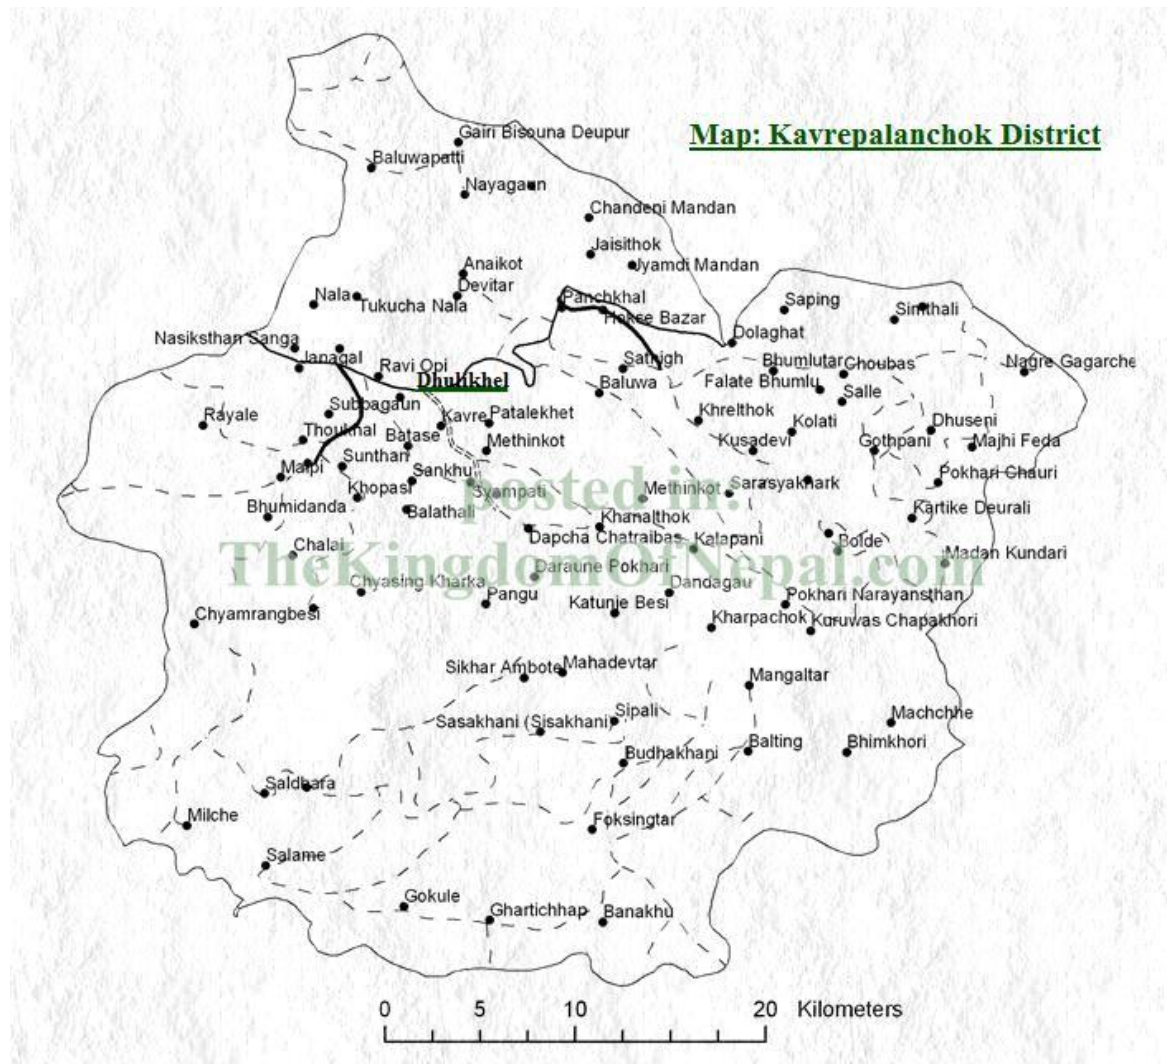 Map: Kavrepalanchok District
Gairi Bisouna Deupur
Baluwapatti
Nayagaun
Chandeni Mandan
Jaisithok
Jyamdi Mandan
Anaikot
Devitar
Nala
Tukucha Nala
Panchkhal
Hokse Bazar
Saping
Simthali
Dolaghat
Nasiksthan Sanga
Janagal
Ravi Opi
Dhulikhel
Sathigh
Bhumlutar
Choubas
Nagre Gagarche
Baluwa
Falate Bhumlu
Salle
Rayale
Subbagaun
Kavre
Patalekhet
Khrelthok
Kolati
Dhuseni
Thoukhal
Batase
Methinkot
Kusadevi
Gothpani
Majhi Feda
Malpi
Sunthan
Sankhu
Pokhari Chauri
Khopasi
Syampati
Methinkot
Sarasyakhark
posted in:
Bhumidanda
Balathali
Khanalthok
Kartike Deurali
Dapcha Chatraibas
Kalapani
Bolde
Chalal
Madan Kundari
TheKingdomOfNepal.com
Daraune Pokhari
Chyasing Kharka
Dandagau
Pangu
Katunje Besi
Pokhari Narayansthan
Chyamrangbesi
Kharpachok
Kuruwas Chapakhori
Sikhar Ambote
Mahadevtar
Mangaltar
Sasakhani (Sisakhani
Sipali
Machchhe
Budhakhani
Balting
Bhimkhori
Saldhara
Milche
Foksingtar
Salame
Gokule
Ghartichhap
Banakhu
0 5 10 20 Kilometers